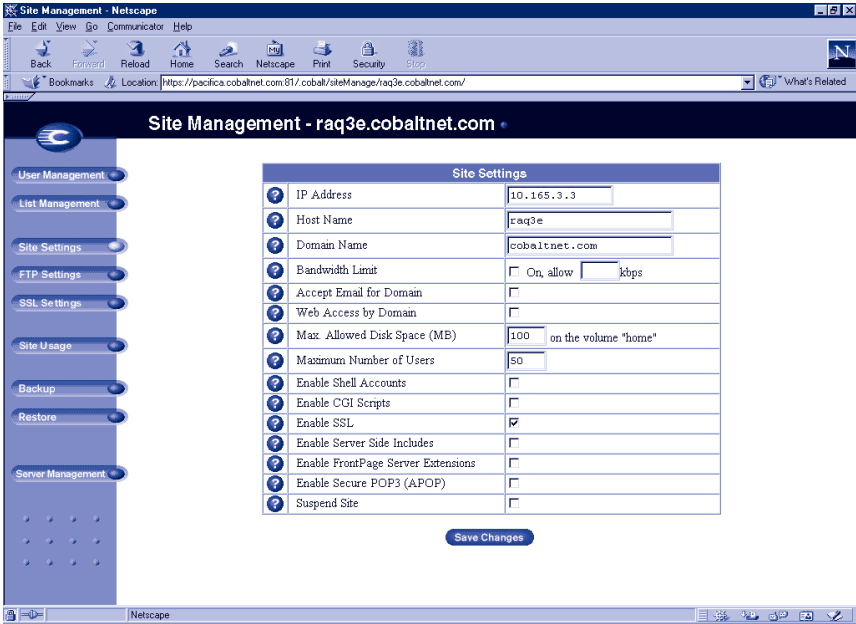 Site Management - Netscape
File Edit View Go Communicator Help
Back Forward Reload Home Search Netscape Print Security Stop
Bookmarks Location: https://pacifica.cobaltnet.com:81/.cobalt/siteManage/raq3e.cobaltnet.com/ What's Related
Site Management - raq3e.cobaltnet.com
User Management
List Management
Site Settings
FTP Settings
SSL Settings
Site Usage
Backup
Restore
Server Management
Site Settings
IP Address 10.165.3.3
Host Name raq3e
Domain Name cobaltnet.com
Bandwidth Limit On, allow kbps
Accept Email for Domain
Web Access by Domain
Max. Allowed Disk Space (MB) 100 on the volume "home"
Maximum Number of Users 50
Enable Shell Accounts
Enable CGI Scripts
Enable SSL
Enable Server Side Includes
Enable FrontPage Server Extensions
Enable Secure POP3 (APOP)
Suspend Site
Save Changes
Netscape